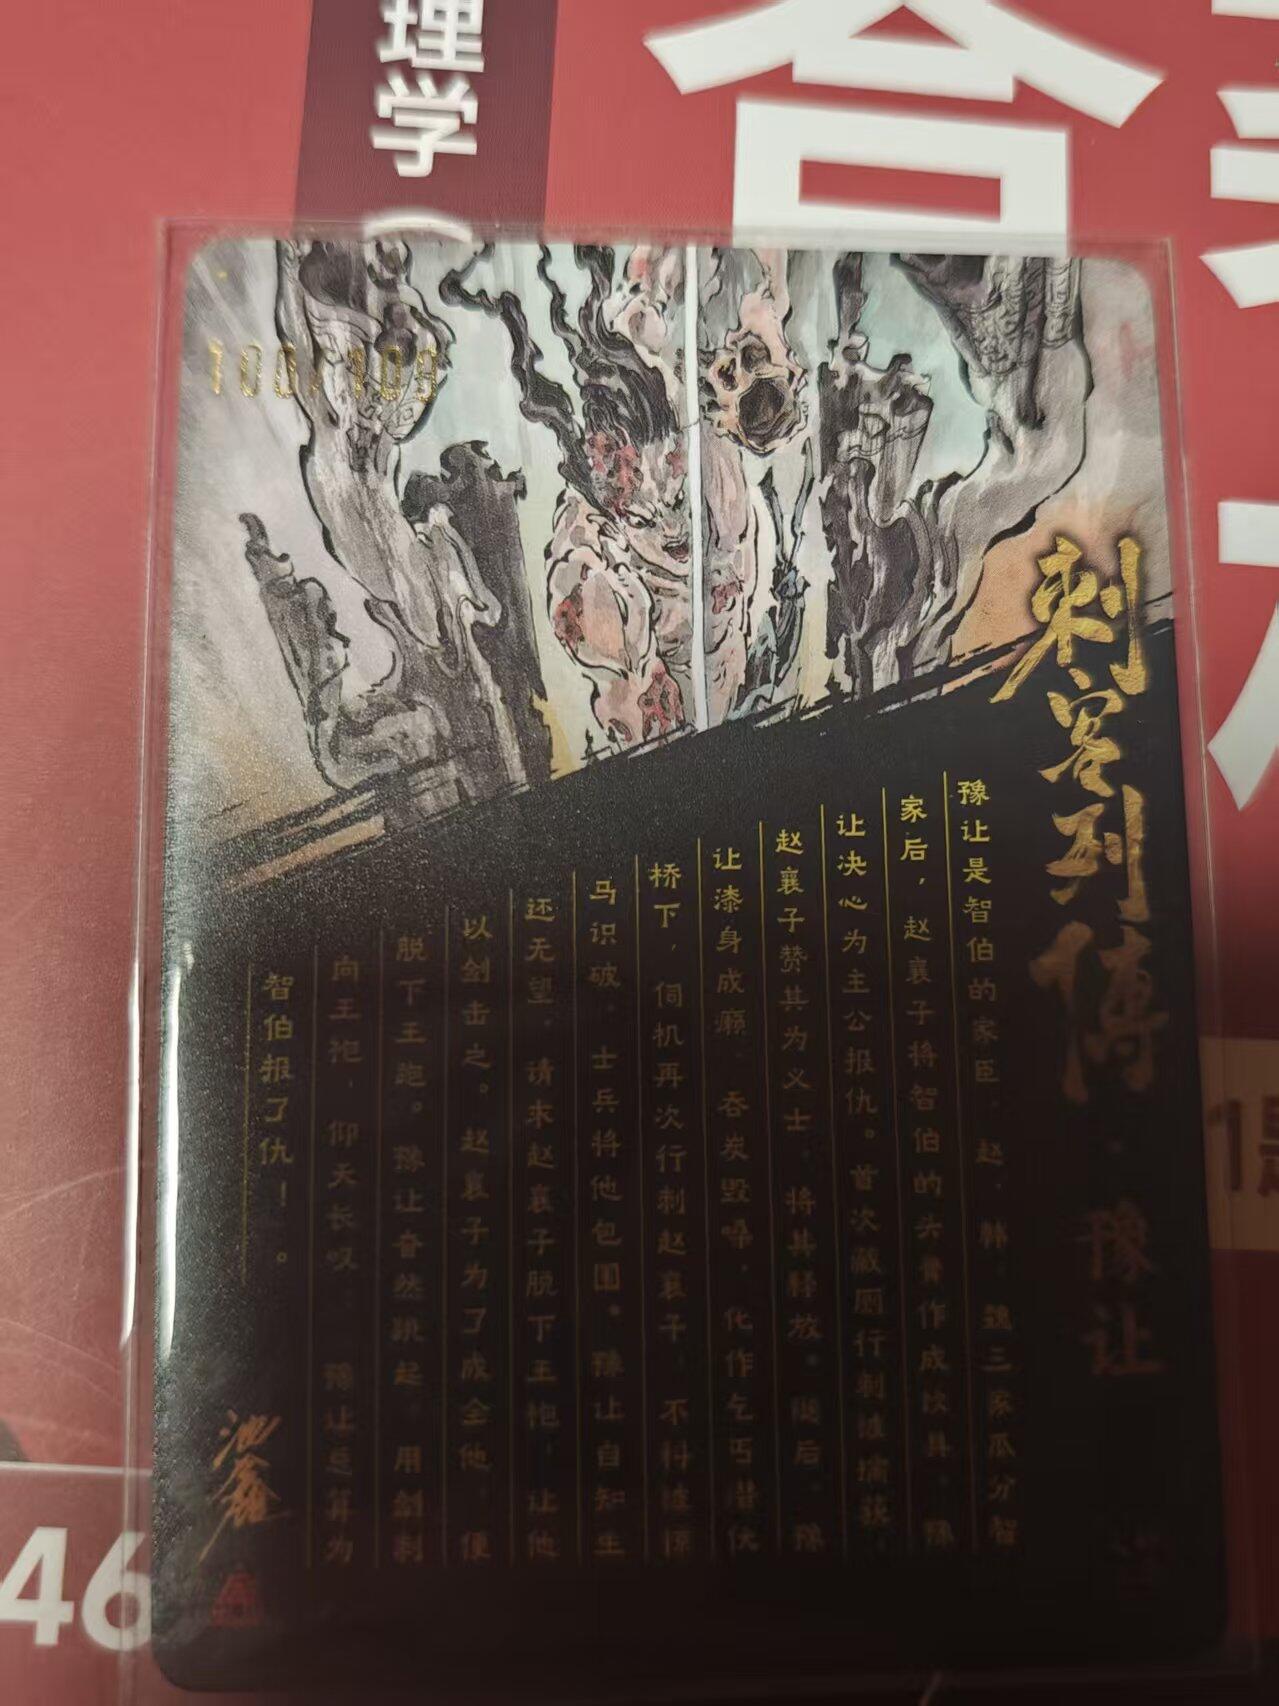 理学（
合
100/108
刺客列傳·豫让
豫让是智伯的家臣，赵、韩、魏三家瓜分智
家后，赵襄子将智伯的头骨作成饮具。豫
让决心为主公报仇。首次藏厕行刺被擒获，
赵襄子赞其为义士，将其释放。随后，豫
让漆身成癞，吞炭毁嗓，化作乞丐潜伏
桥下，伺机再次行刺赵襄子，不料被惊
马识破，士兵将他包围。豫让自知生
还无望，请求赵襄子脱下王袍，让他
以剑击之。赵襄子为了成全他，便
脱下王跑。豫让奋然跳起，用剑刺
向王袍，仰天长叹：豫让总算为
智伯报了仇！。
46